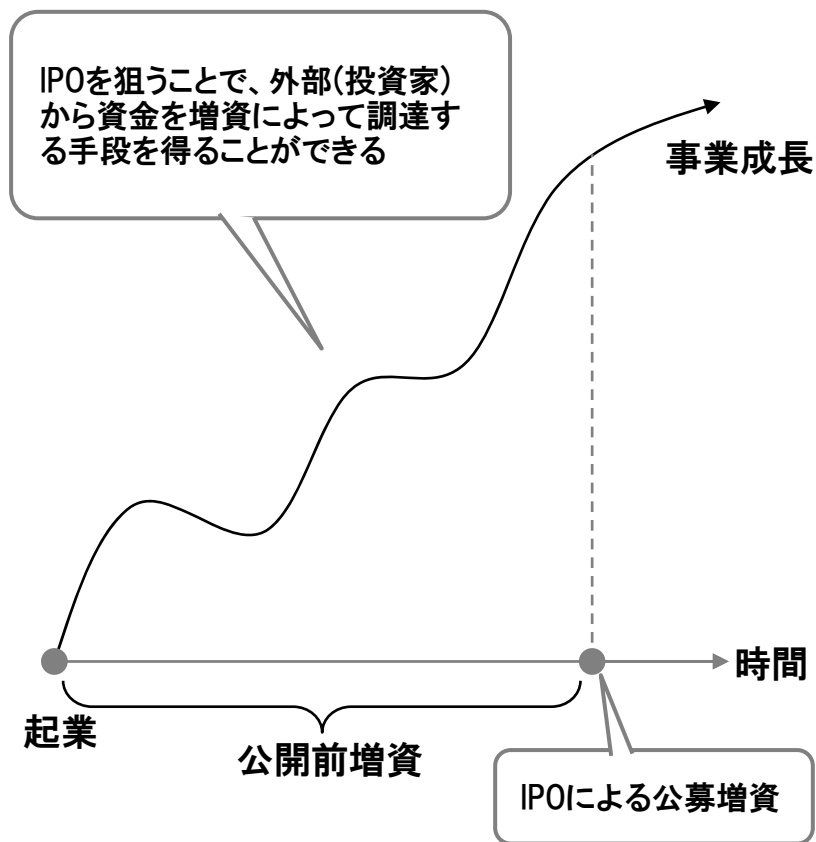 IPOを狙うことで、外部(投資家)
から資金を増資によって調達す
る手段を得ることができる
事業成長
時間
起業
公開前増資
IPOによる公募増資